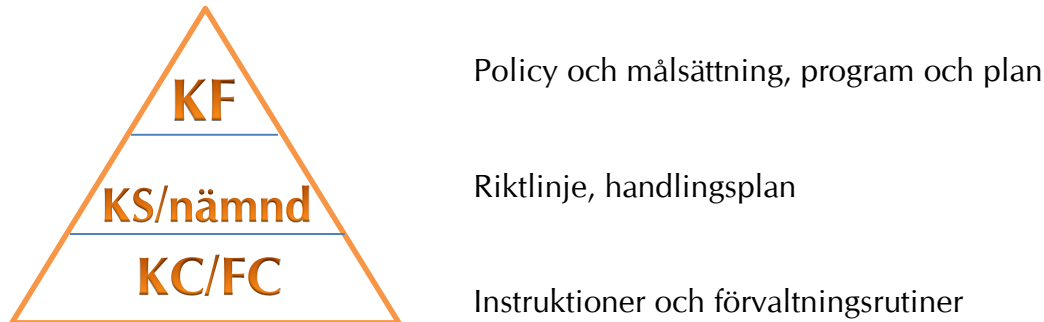 KF
Policy och målsättning, program och plan
KS/nämnd
Riktlinje, handlingsplan
KC/FC
Instruktioner och förvaltningsrutiner